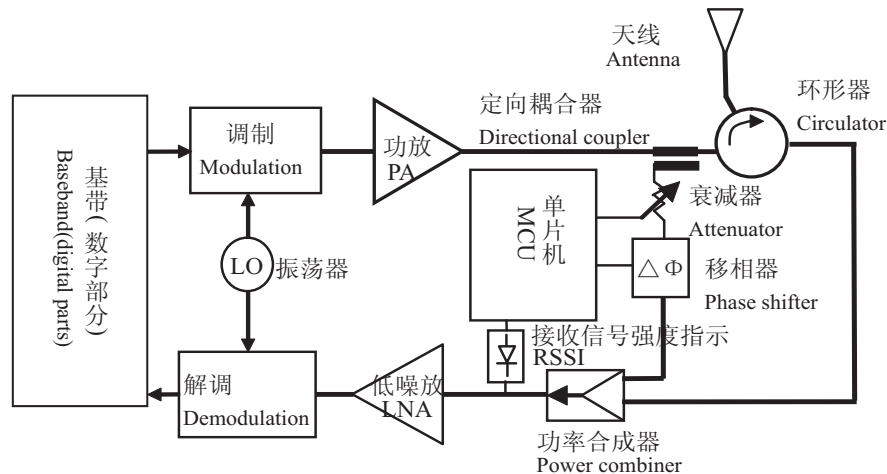 天线
Antenna
环形器
Circulator
定向耦合器
Directional coupler
调制
Modulation
功放
PA
基带(数字部分)
Baseband(digital parts)
单片机
MCU
衰减器
Attenuator
LO
振荡器
△Φ
移相器
Phase shifter
接收信号强度指示
RSSI
解调
Demodulation
低噪放
LNA
功率合成器
Power combiner